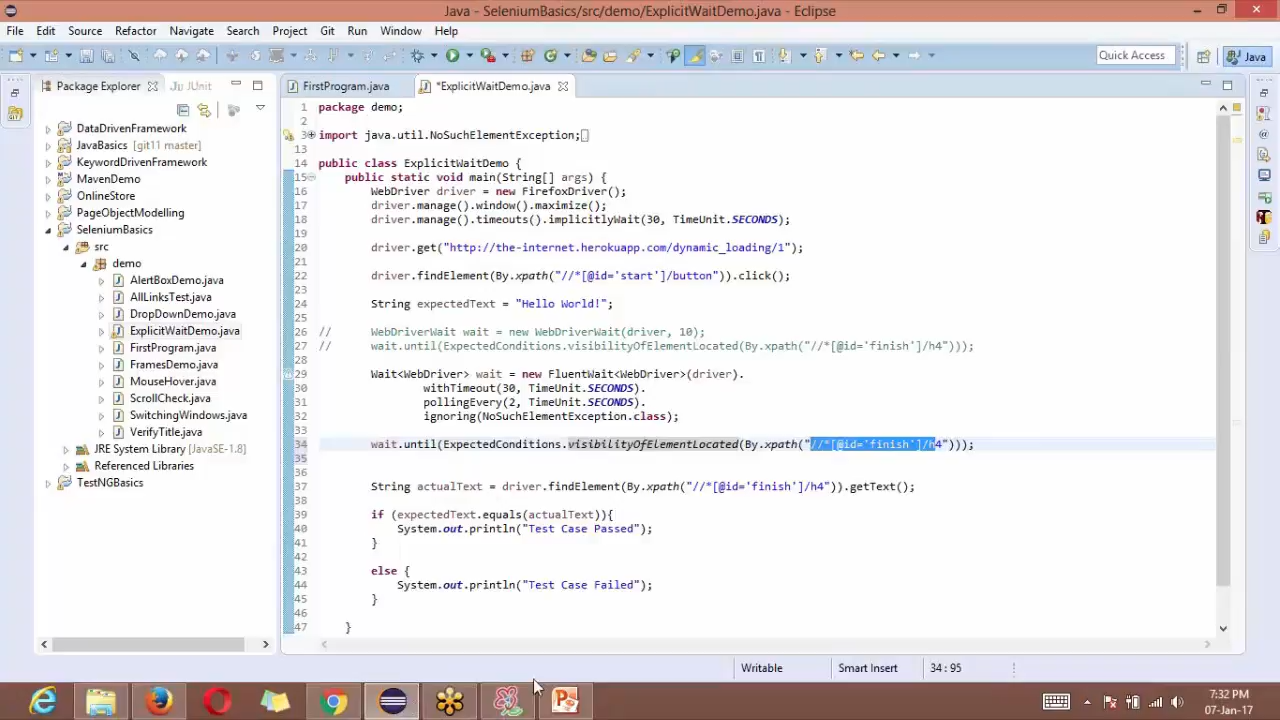 Java - SeleniumBasics/src/demo/ExplicitWaitDemo.java - Eclipse
File Edit Source Refactor Navigate Search Project Git Run Window Help
Quick Access
Java
Package Explorer
JUnit
FirstProgram.java
*ExplicitWaitDemo.java
DataDrivenFramework
JavaBasics [git11 master]
KeywordDrivenFramework
MavenDemo
OnlineStore
PageObjectModelling
SeleniumBasics
src
demo
AlertBoxDemo.java
AllLinksTest.java
DropDownDemo.java
ExplicitWaitDemo.java
FirstProgram.java
FramesDemo.java
MouseHover.java
ScrollCheck.java
SwitchingWindows.java
VerifyTitle.java
JRE System Library [JavaSE-1.8]
Referenced Libraries
TestNGBasics
1 package demo;
2
3 import java.util.NoSuchElementException;
13
14 public class ExplicitWaitDemo {
15 public static void main(String[] args) {
16 WebDriver driver = new FirefoxDriver();
17 driver.manage().window().maximize();
18 driver.manage().timeouts().implicitlyWait(30, TimeUnit.SECONDS);
19
20 driver.get("http://the-internet.herokuapp.com/dynamic_loading/1");
21
22 driver.findElement(By.xpath("//*[@id='start']/button")).click();
23
24 String expectedText = "Hello World!";
25
26 // WebDriverWait wait = new WebDriverWait(driver, 10);
27 // wait.until(ExpectedConditions.visibilityOfElementLocated(By.xpath("//*[@id='finish']/h4")));
28
29 Wait<WebDriver> wait = new FluentWait<WebDriver>(driver).
30 withTimeout(30, TimeUnit.SECONDS).
31 pollingEvery(2, TimeUnit.SECONDS).
32 ignoring(NoSuchElementException.class);
33
34 wait.until(ExpectedConditions.visibilityOfElementLocated(By.xpath("//*[@id='finish']/h4")));
35
36
37 String actualText = driver.findElement(By.xpath("//*[@id='finish']/h4")).getText();
38
39 if (expectedText.equals(actualText)){
40 System.out.println("Test Case Passed");
41 }
42
43 else {
44 System.out.println("Test Case Failed");
45 }
46
47 }
Writable
Smart Insert
34 : 95
7:32 PM
07-Jan-17